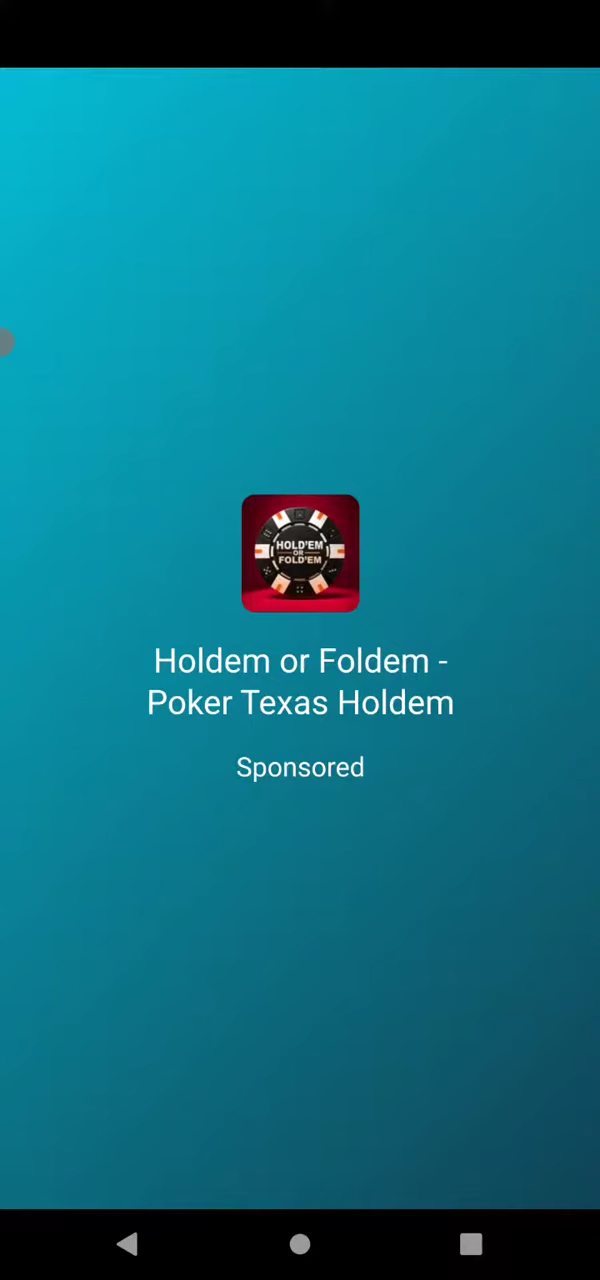 HOLD'EM
OR
FOLD'EM
Holdem or Foldem -
Poker Texas Holdem
Sponsored